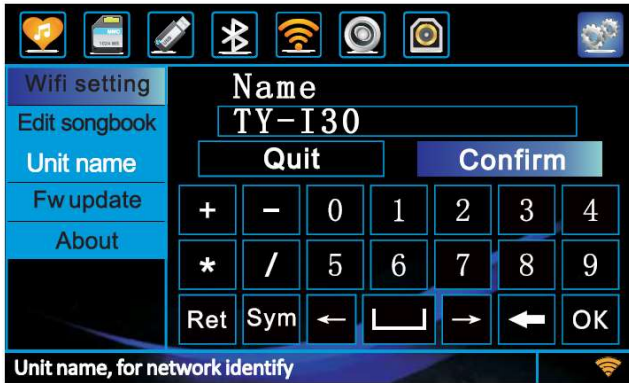 Wifi setting
Edit songbook
Unit name
Fw update
About
Name
TY-I30
Quit Confirm
+ - 0 1 2 3 4
* / 5 6 7 8 9
Ret Sym ← → ← OK
Unit name, for network identify